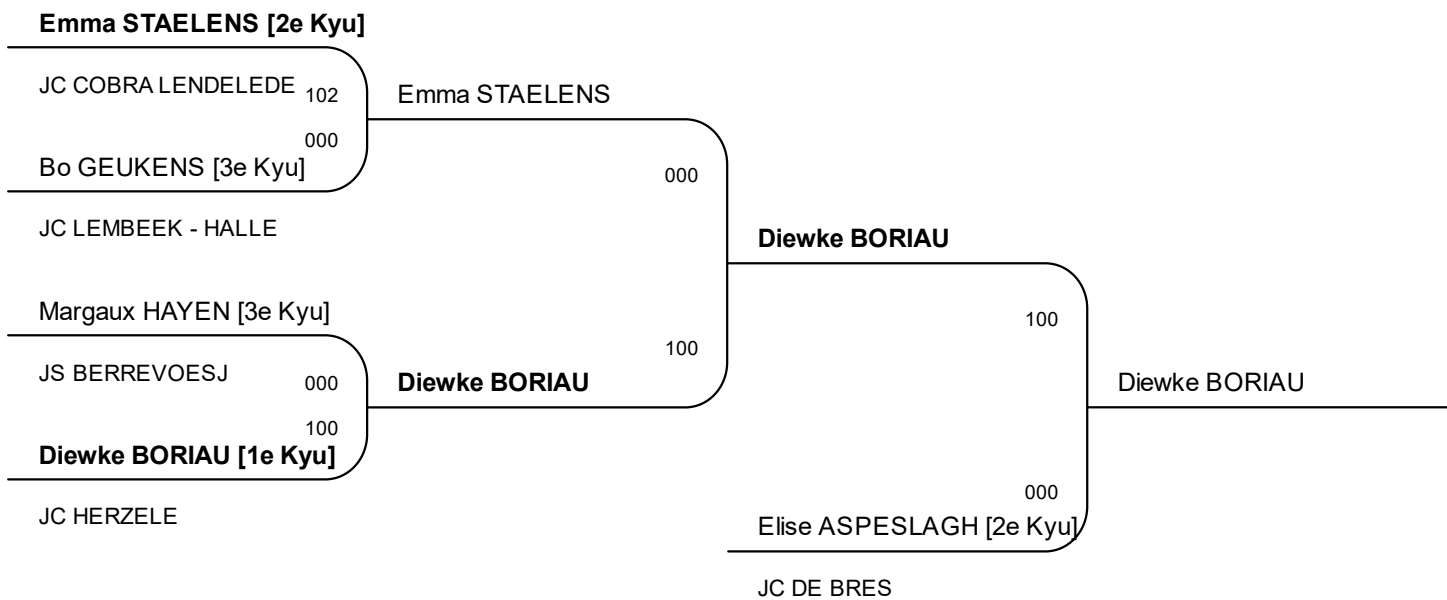 Emma STAELENS [2e Kyu]
JC COBRA LENDELEDE 102
Emma STAELENS
000
Bo GEUKENS [3e Kyu]
000
JC LEMBEEK - HALLE
Diewke BORIAU
Margaux HAYEN [3e Kyu]
100
100
JS BERREVOESJ 000
Diewke BORIAU
Diewke BORIAU
100
Diewke BORIAU [1e Kyu]
000
JC HERZELE
Elise ASPESLAGH [2e Kyu]
JC DE BRES